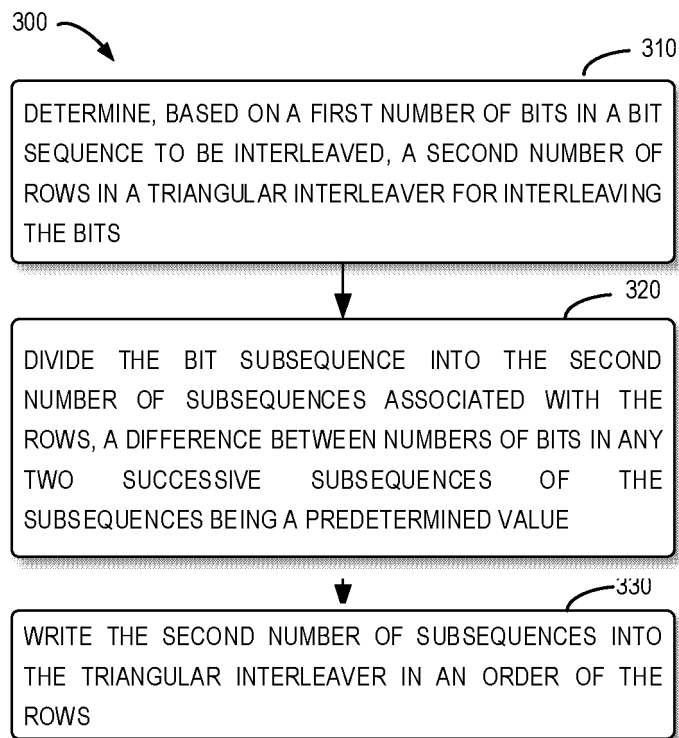 300
310
DETERMINE, BASED ON A FIRST NUMBER OF BITS IN A BIT
SEQUENCE TO BE INTERLEAVED, A SECOND NUMBER OF
ROWS IN A TRIANGULAR INTERLEAVER FOR INTERLEAVING
THE BITS
320
DIVIDE THE BIT SUBSEQUENCE INTO THE SECOND
NUMBER OF SUBSEQUENCES ASSOCIATED WITH THE
ROWS, A DIFFERENCE BETWEEN NUMBERS OF BITS IN ANY
TWO SUCCESSIVE SUBSEQUENCES OF THE
SUBSEQUENCES BEING A PREDETERMINED VALUE
330
WRITE THE SECOND NUMBER OF SUBSEQUENCES INTO
THE TRIANGULAR INTERLEAVER IN AN ORDER OF THE
ROWS